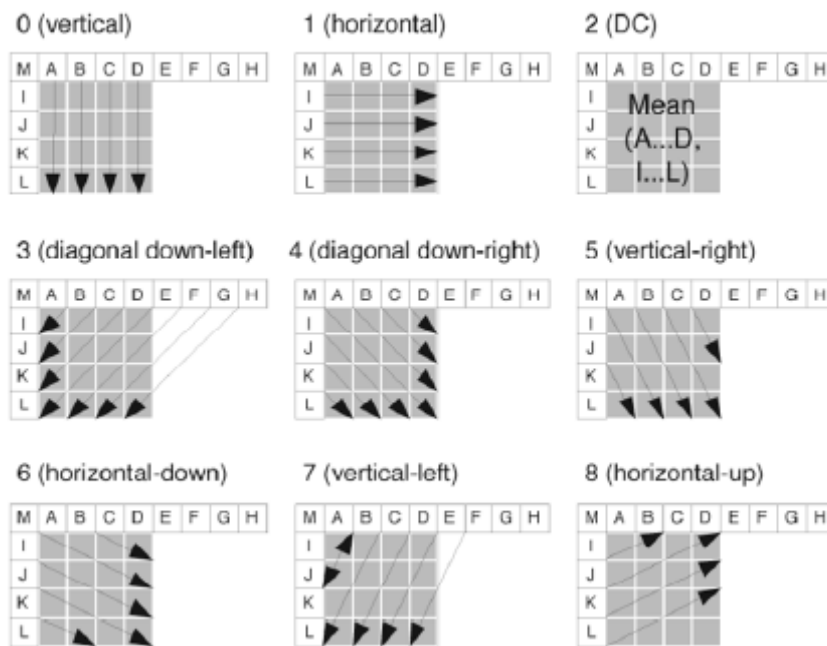 0 (vertical)
1 (horizontal)
2 (DC)
M A B C D E F G H
M A B C D E F G H
M A B C D E F G H
I
J
K
L
I
J
K
L
I
J
K
L
Mean
(A...D,
I...L)
3 (diagonal down-left)
4 (diagonal down-right)
5 (vertical-right)
M A B C D E F G H
M A B C D E F G H
M A B C D E F G H
I
J
K
L
I
J
K
L
I
J
K
L
6 (horizontal-down)
7 (vertical-left)
8 (horizontal-up)
M A B C D E F G H
M A B C D E F G H
M A B C D E F G H
I
J
K
L
I
J
K
L
I
J
K
L